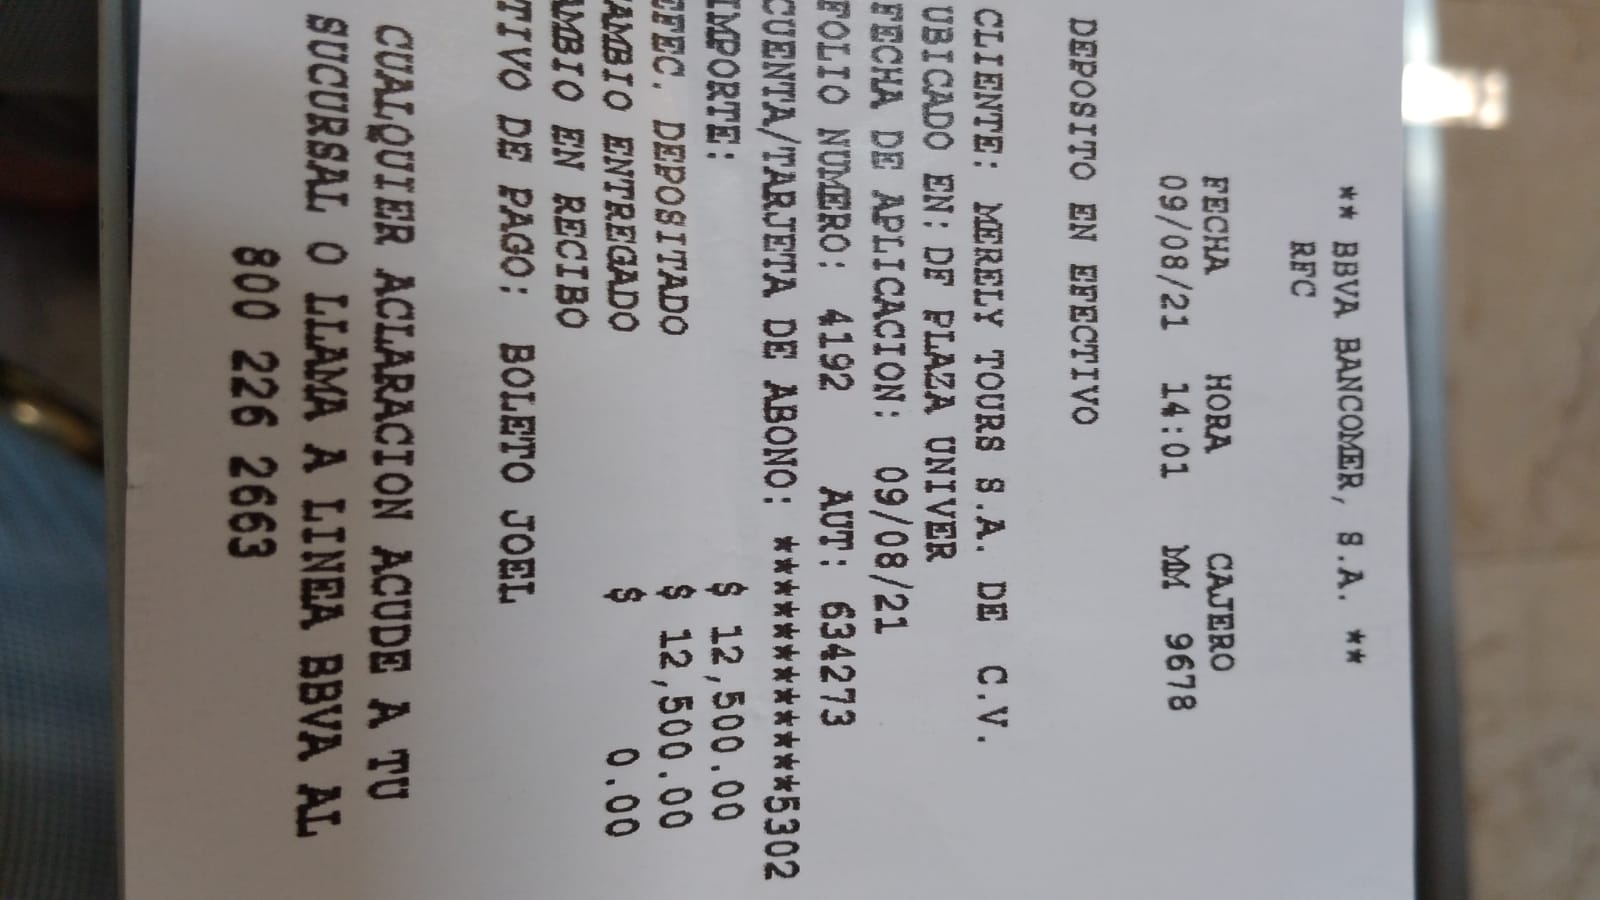 ** BBVA BANCOMER, S.A. **
RFC
FECHA HORA CAJERO
09/08/21 14:01 MM 9678
DEPOSITO EN EFECTIVO
CLIENTE: MERELY TOURS S.A. DE C.V.
UBICADO EN: DE PLAZA UNIVER
FECHA DE APLICACION: 09/08/21
FOLIO NUMERO: 4192 AUT: 634273
CUENTA/TARJETA DE ABONO: **************5302
IMPORTE: $ 12,500.00
EFEC. DEPOSITADO $ 12,500.00
AMBIO ENTREGADO $ 0.00
AMBIO EN RECIBO
TIVO DE PAGO: BOLETO JOEL
CUALQUIER ACLARACION ACUDE A TU
SUCURSAL O LLAMA A LINEA BBVA AL
800 226 2663